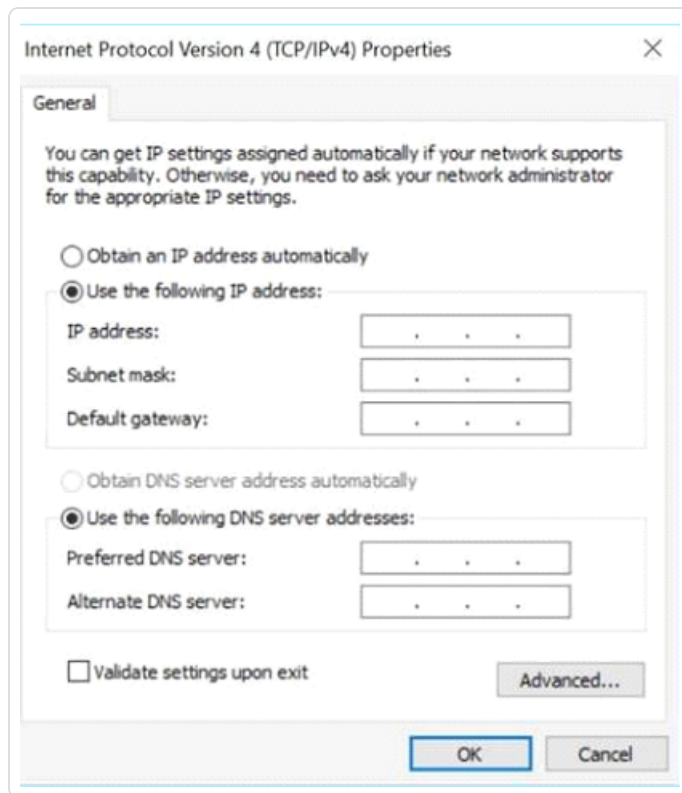 Internet Protocol Version 4 (TCP/IPv4) Properties
General
You can get IP settings assigned automatically if your network supports
this capability. Otherwise, you need to ask your network administrator
for the appropriate IP settings.
Obtain an IP address automatically
Use the following IP address:
IP address:
Subnet mask:
Default gateway:
Obtain DNS server address automatically
Use the following DNS server addresses:
Preferred DNS server:
Alternate DNS server:
Validate settings upon exit
Advanced...
OK
Cancel